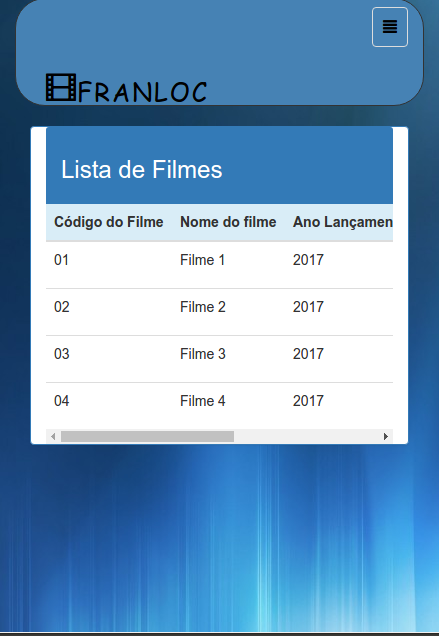 FRANLOC
Lista de Filmes
Código do Filme Nome do filme Ano Lançamen
01 Filme 1 2017
02 Filme 2 2017
03 Filme 3 2017
04 Filme 4 2017